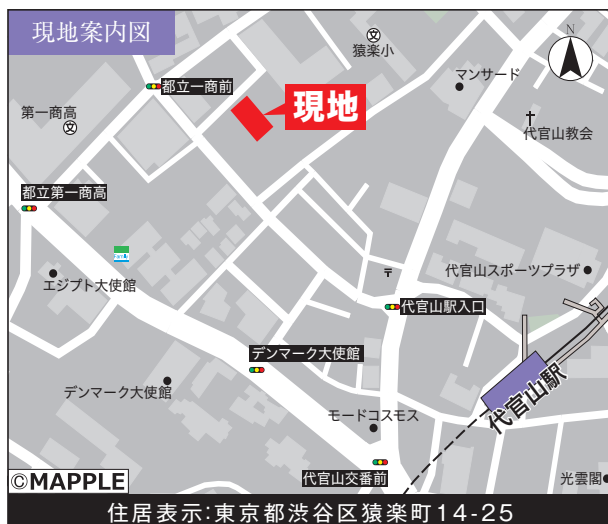 現地案内図
猿楽小
文
N
マンサード
都立一商前
現地
第一商高
文
代官山教会
都立第一商高
FamiMa
エジプト大使館
〒
代官山スポーツプラザ
代官山駅入口
デンマーク大使館
デンマーク大使館
代官山駅
モードコスモス
代官山交番前
光雲閣
©MAPPLE
住居表示:東京都渋谷区猿楽町14-25